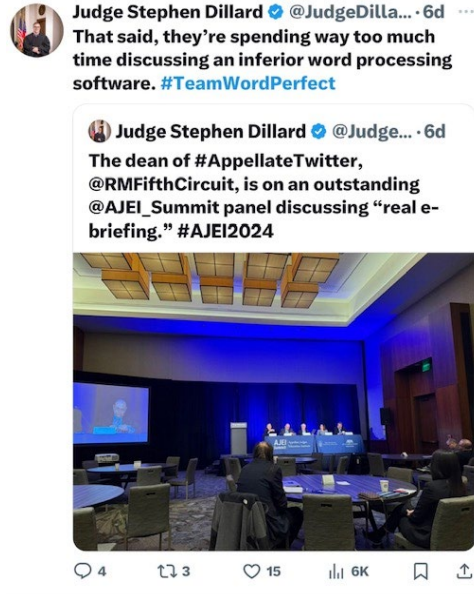 Judge Stephen Dillard @JudgeDilla... · 6d ...
That said, they're spending way too much
time discussing an inferior word processing
software. #TeamWordPerfect
Judge Stephen Dillard @Judge... · 6d
The dean of #AppellateTwitter,
@RMFifthCircuit, is on an outstanding
@AJEI_Summit panel discussing “real e-
briefing.” #AJEI2024
AJEI
4 3 15 6K